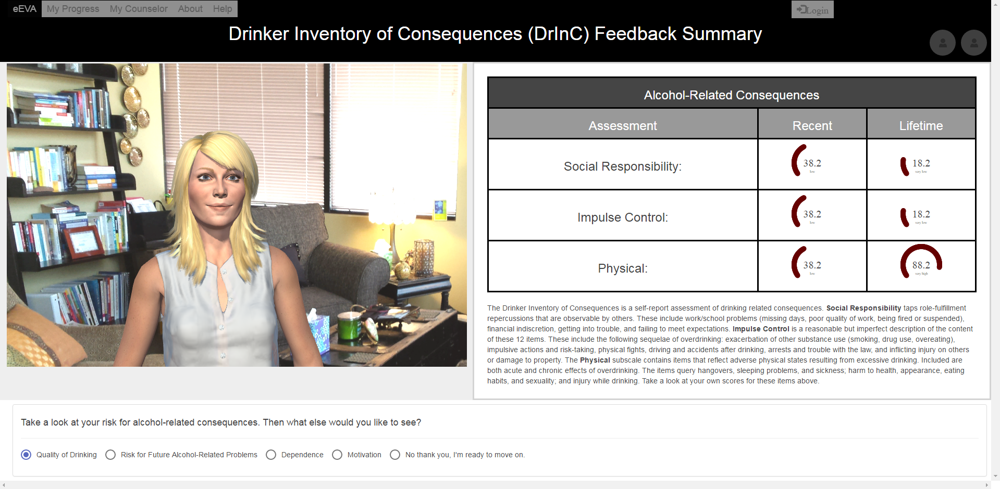 eEVA My Progress My Counselor About Help Login
Drinker Inventory of Consequences (DrInC) Feedback Summary
Alcohol-Related Consequences
Assessment Recent Lifetime
Social Responsibility: 38.2 18.2
low very low
Impulse Control: 38.2 18.2
low very low
Physical: 38.2 88.2
low very high
The Drinker Inventory of Consequences is a self-report assessment of drinking related consequences. Social Responsibility taps role-fulfillment
repercussions that are observable by others. These include work/school problems (missing days, poor quality of work, being fired or suspended),
financial indiscretion, getting into trouble, and failing to meet expectations. Impulse Control is a reasonable but imperfect description of the content
of these 12 items. These include the following sequelae of overdrinking: exacerbation of other substance use (smoking, drug use, overeating),
impulsive actions and risk-taking, physical fights, driving and accidents after drinking, arrests and trouble with the law, and inflicting injury on others
or damage to property. The Physical subscale contains items that reflect adverse physical states resulting from excessive drinking. Included are
both acute and chronic effects of overdrinking. The items query hangovers, sleeping problems, and sickness; harm to health, appearance, eating
habits, and sexuality; and injury while drinking. Take a look at your own scores for these items above.
Take a look at your risk for alcohol-related consequences. Then what else would you like to see?
Quality of Drinking Risk for Future Alcohol-Related Problems Dependence Motivation No thank you, I'm ready to move on.